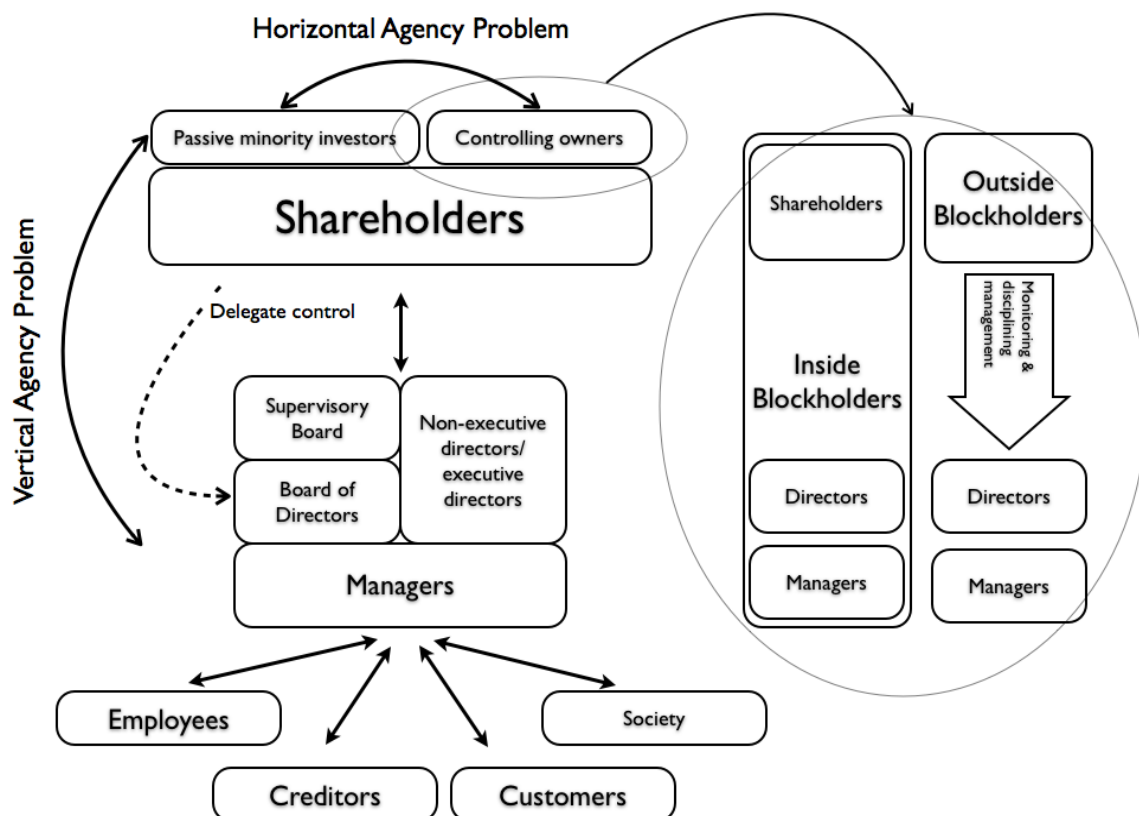 Horizontal Agency Problem
Passive minority investors
Controlling owners
Shareholders
Vertical Agency Problem
Delegate control
Supervisory
Board
Non-executive
directors/
executive
directors
Board of
Directors
Managers
Employees
Society
Creditors
Customers
Shareholders
Inside
Blockholders
Directors
Managers
Outside
Blockholders
Monitoring &
disciplining
management
Directors
Managers